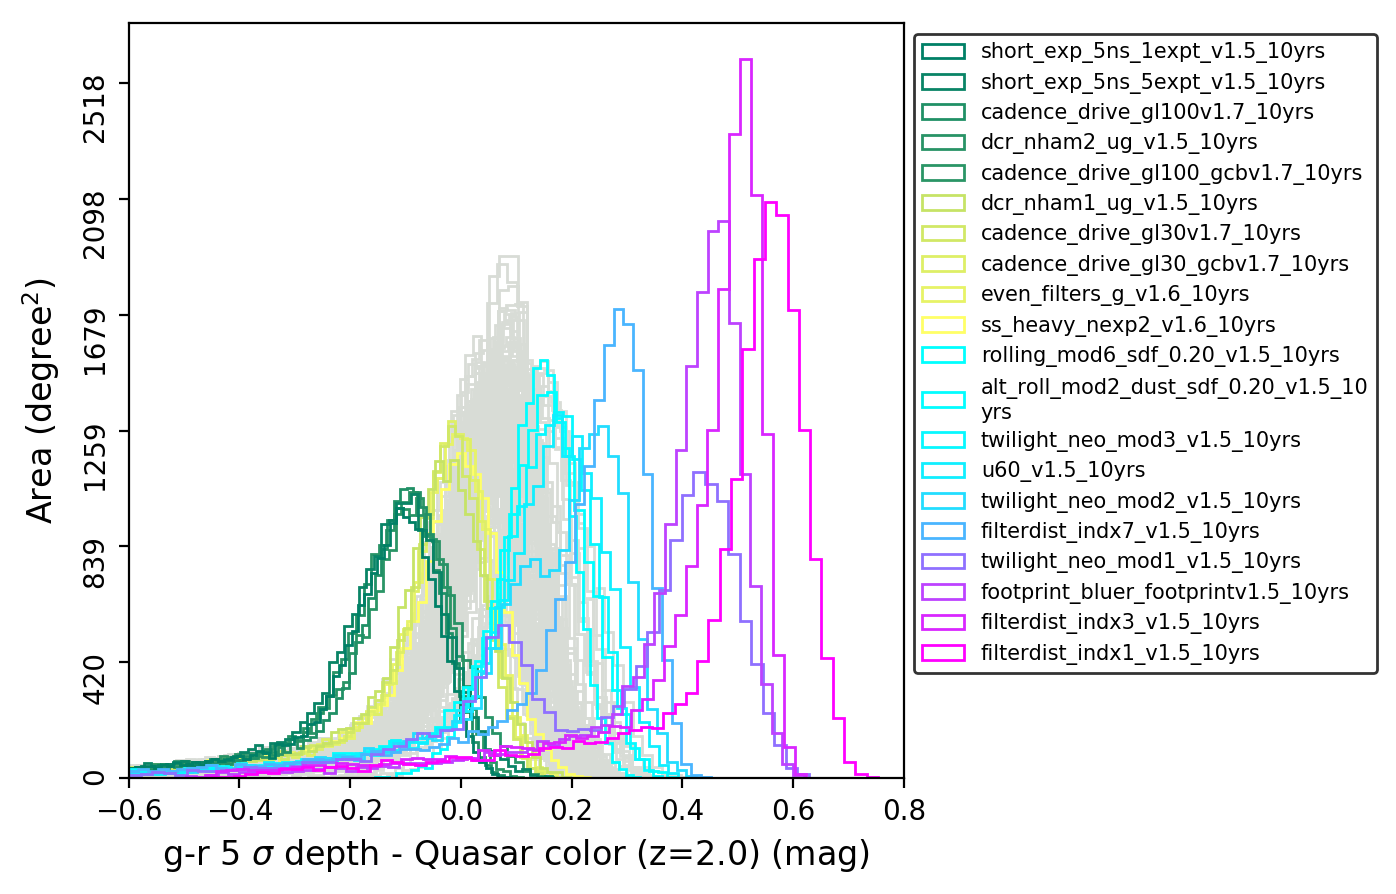 2518
2098
1679
1259
839
420
0
Area (degree²)
−0.6 −0.4 −0.2 0.0 0.2 0.4 0.6 0.8
g-r 5 σ depth - Quasar color (z=2.0) (mag)
short_exp_5ns_1expt_v1.5_10yrs
short_exp_5ns_5expt_v1.5_10yrs
cadence_drive_gl100v1.7_10yrs
dcr_nham2_ug_v1.5_10yrs
cadence_drive_gl100_gcbv1.7_10yrs
dcr_nham1_ug_v1.5_10yrs
cadence_drive_gl30v1.7_10yrs
cadence_drive_gl30_gcbv1.7_10yrs
even_filters_g_v1.6_10yrs
ss_heavy_nexp2_v1.6_10yrs
rolling_mod6_sdf_0.20_v1.5_10yrs
alt_roll_mod2_dust_sdf_0.20_v1.5_10
yrs
twilight_neo_mod3_v1.5_10yrs
u60_v1.5_10yrs
twilight_neo_mod2_v1.5_10yrs
filterdist_indx7_v1.5_10yrs
twilight_neo_mod1_v1.5_10yrs
footprint_bluer_footprintv1.5_10yrs
filterdist_indx3_v1.5_10yrs
filterdist_indx1_v1.5_10yrs